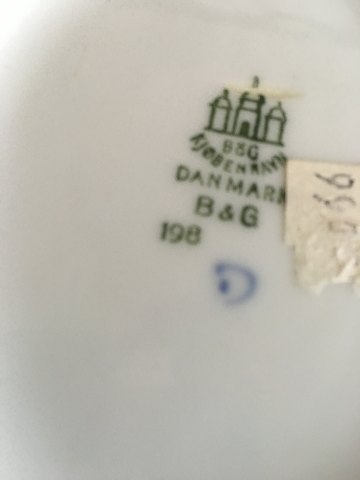 B&G
KJØBENHAVN
DANMARK
B & G
198